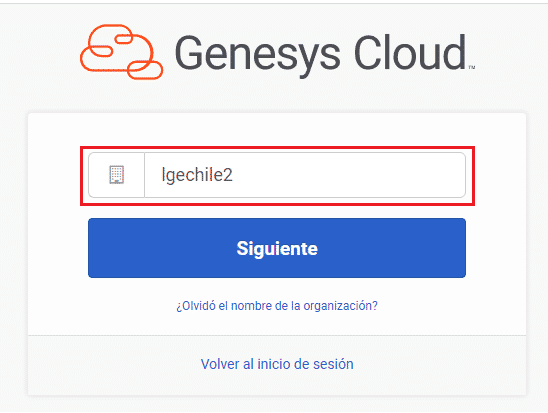 Genesys Cloud™
lgechile2
Siguiente
¿Olvidó el nombre de la organización?
Volver al inicio de sesión